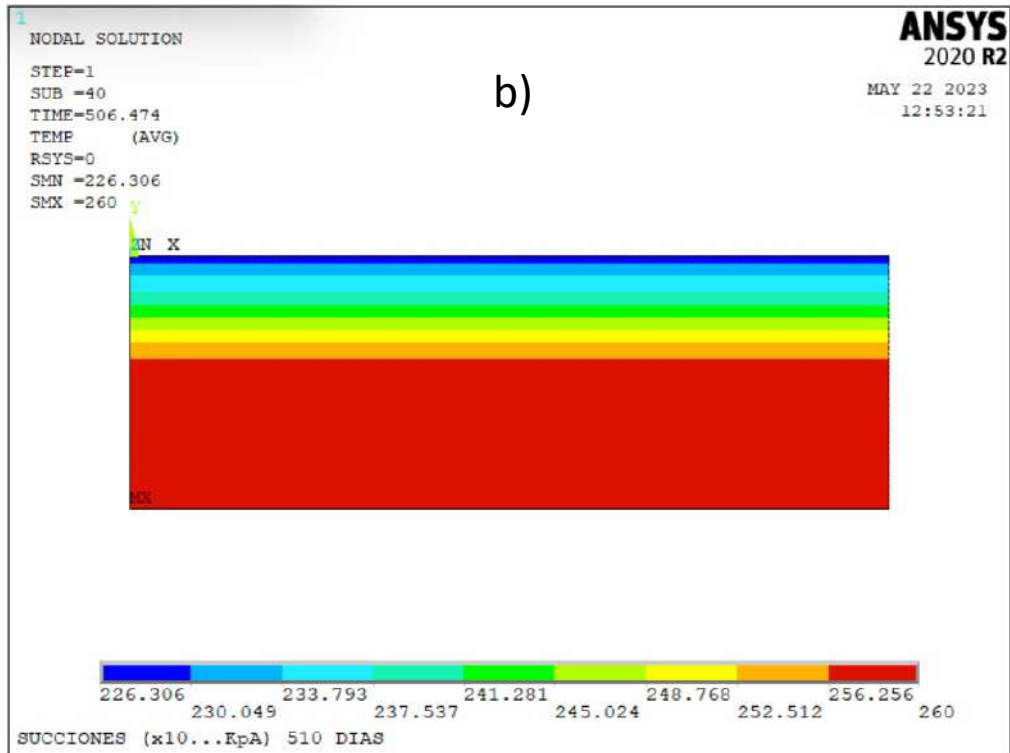 1
NODAL SOLUTION
STEP=1
SUB =40
TIME=506.474
TEMP (AVG)
RSYS=0
SMN =226.306
SMX =260
Y
b)
ANSYS
2020 R2
MAY 22 2023
12:53:21
X
MX
226.306 233.793 241.281 248.768 256.256
230.049 237.537 245.024 252.512 260
SUCCIONES (x10...KpA) 510 DIAS